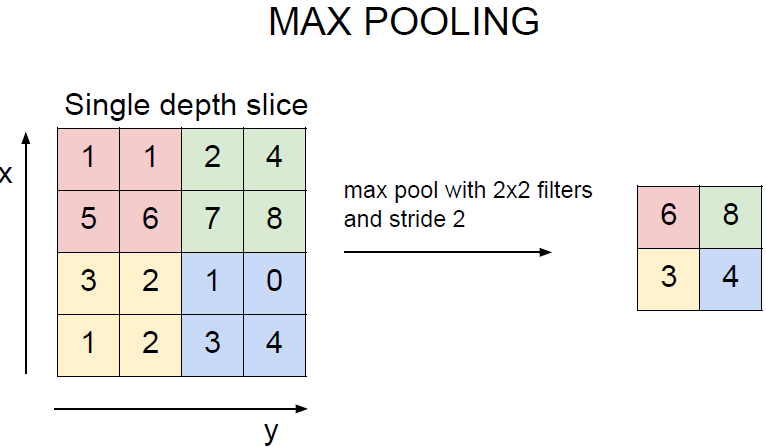 MAX POOLING
Single depth slice
x
1 1 2 4
5 6 7 8
3 2 1 0
1 2 3 4
y
max pool with 2x2 filters
and stride 2
6 8
3 4